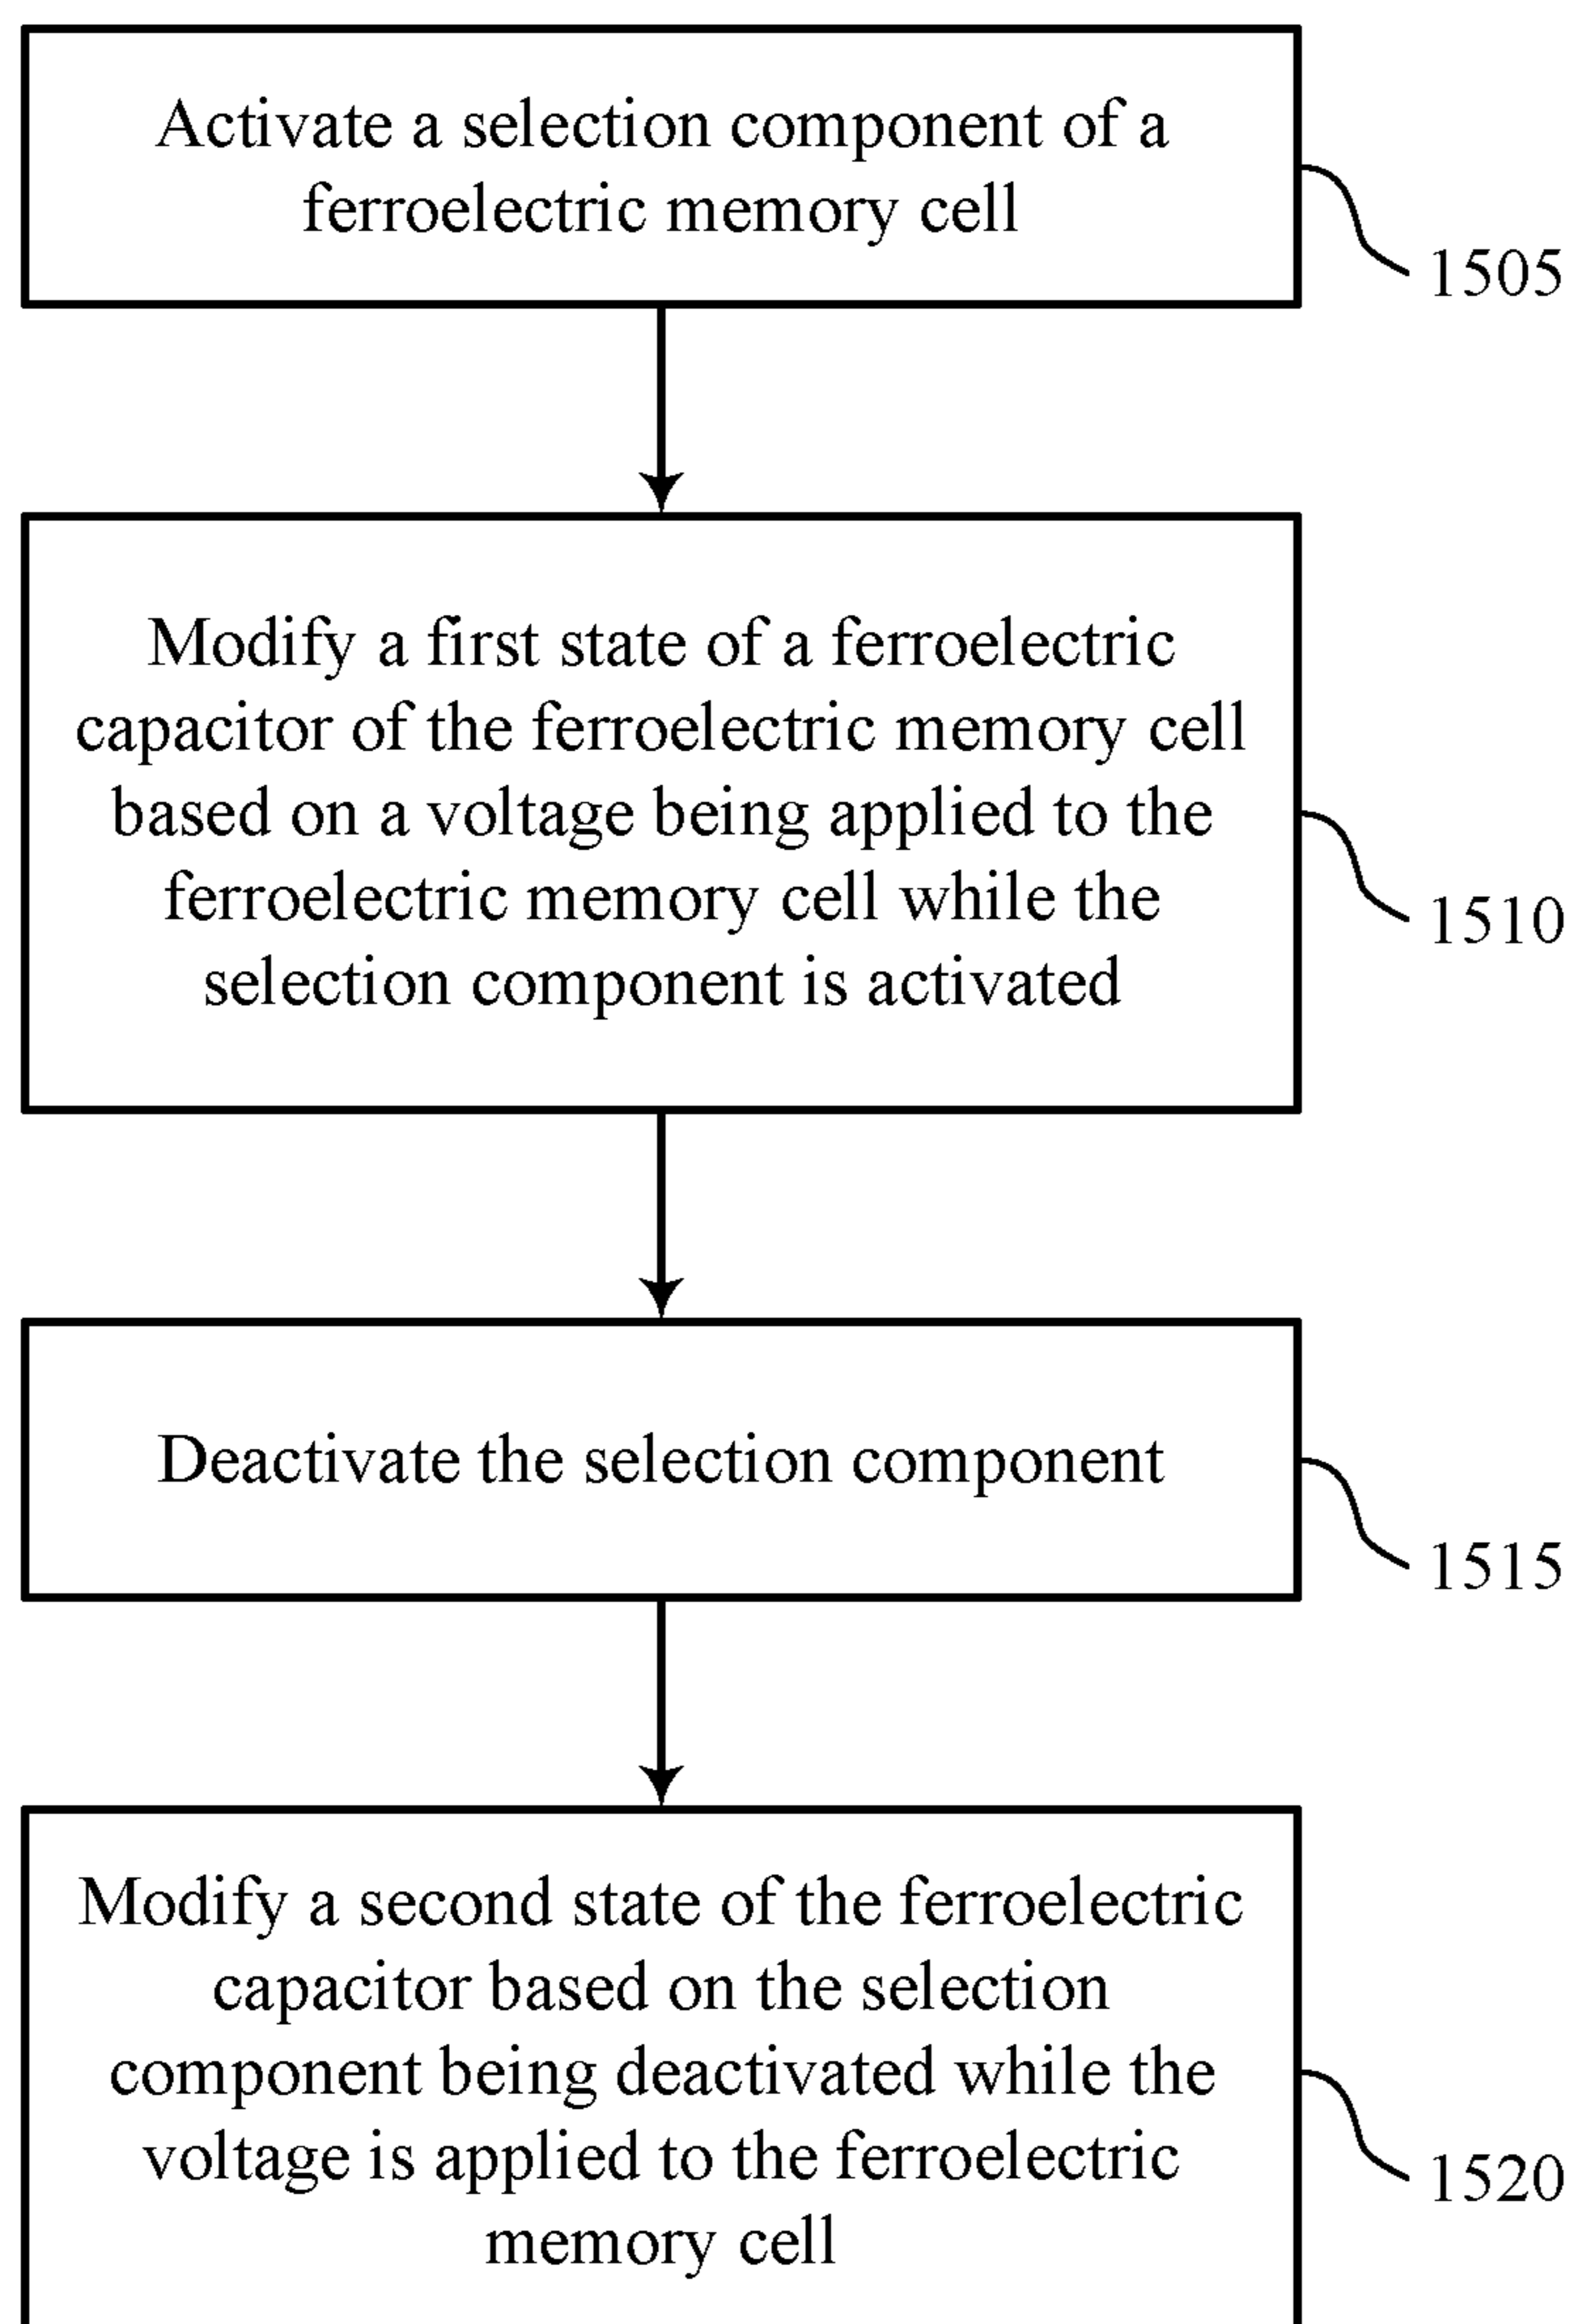 Activate a selection component of a
ferroelectric memory cell
1505
Modify a first state of a ferroelectric
capacitor of the ferroelectric memory cell
based on a voltage being applied to the
ferroelectric memory cell while the
selection component is activated
1510
Deactivate the selection component
1515
Modify a second state of the ferroelectric
capacitor based on the selection
component being deactivated while the
voltage is applied to the ferroelectric
memory cell
1520